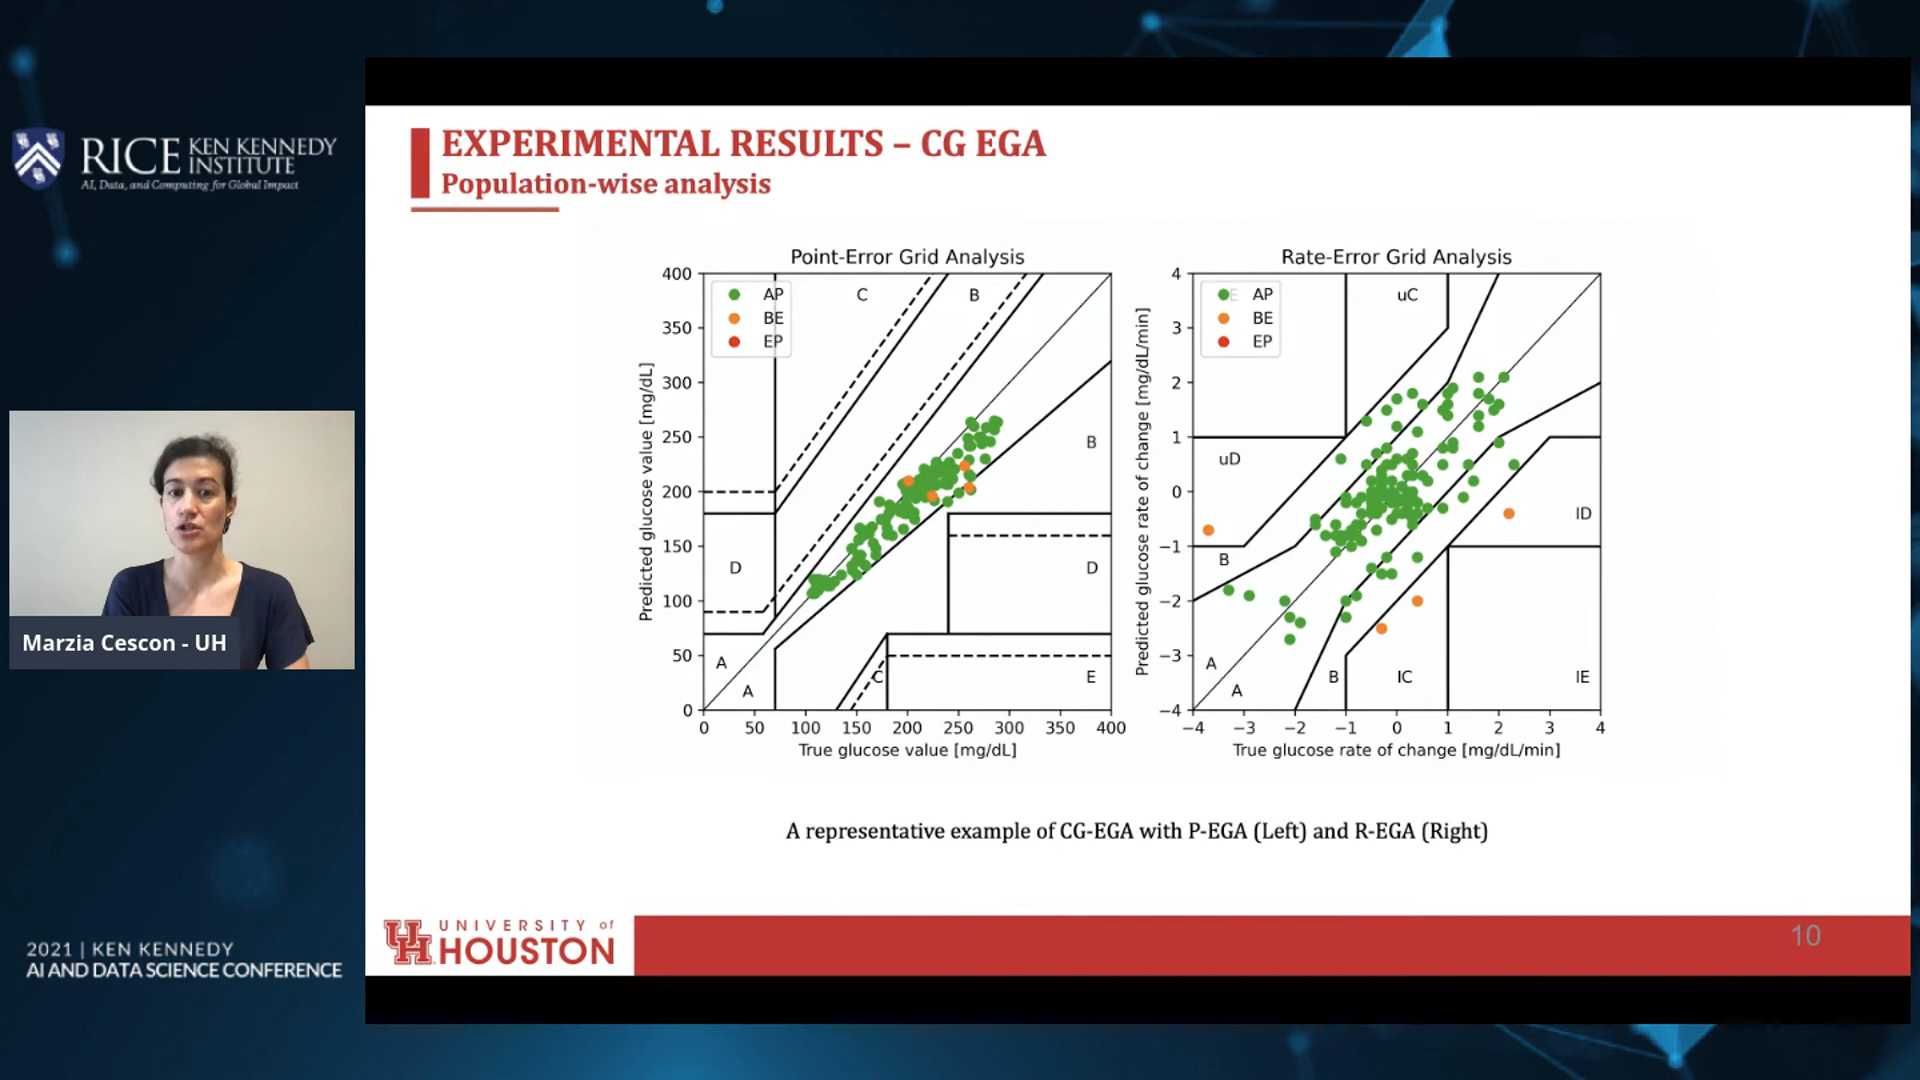 RICE KEN KENNEDY INSTITUTE
AI, Data, and Computing for Global Impact
Marzia Cescon - UH
2021 | KEN KENNEDY
AI AND DATA SCIENCE CONFERENCE
EXPERIMENTAL RESULTS – CG EGA
Population-wise analysis
Point-Error Grid Analysis
AP
BE
EP
C
B
B
D
D
A
A
C
E
400
350
300
250
200
150
100
50
0
0 50 100 150 200 250 300 350 400
Predicted glucose value [mg/dL]
True glucose value [mg/dL]
Rate-Error Grid Analysis
E
AP
BE
EP
uC
uD
B
lD
A
A
B
lC
lE
4
3
2
1
0
−1
−2
−3
−4
−4 −3 −2 −1 0 1 2 3 4
Predicted glucose rate of change [mg/dL/min]
True glucose rate of change [mg/dL/min]
A representative example of CG-EGA with P-EGA (Left) and R-EGA (Right)
UNIVERSITY of
HOUSTON
10